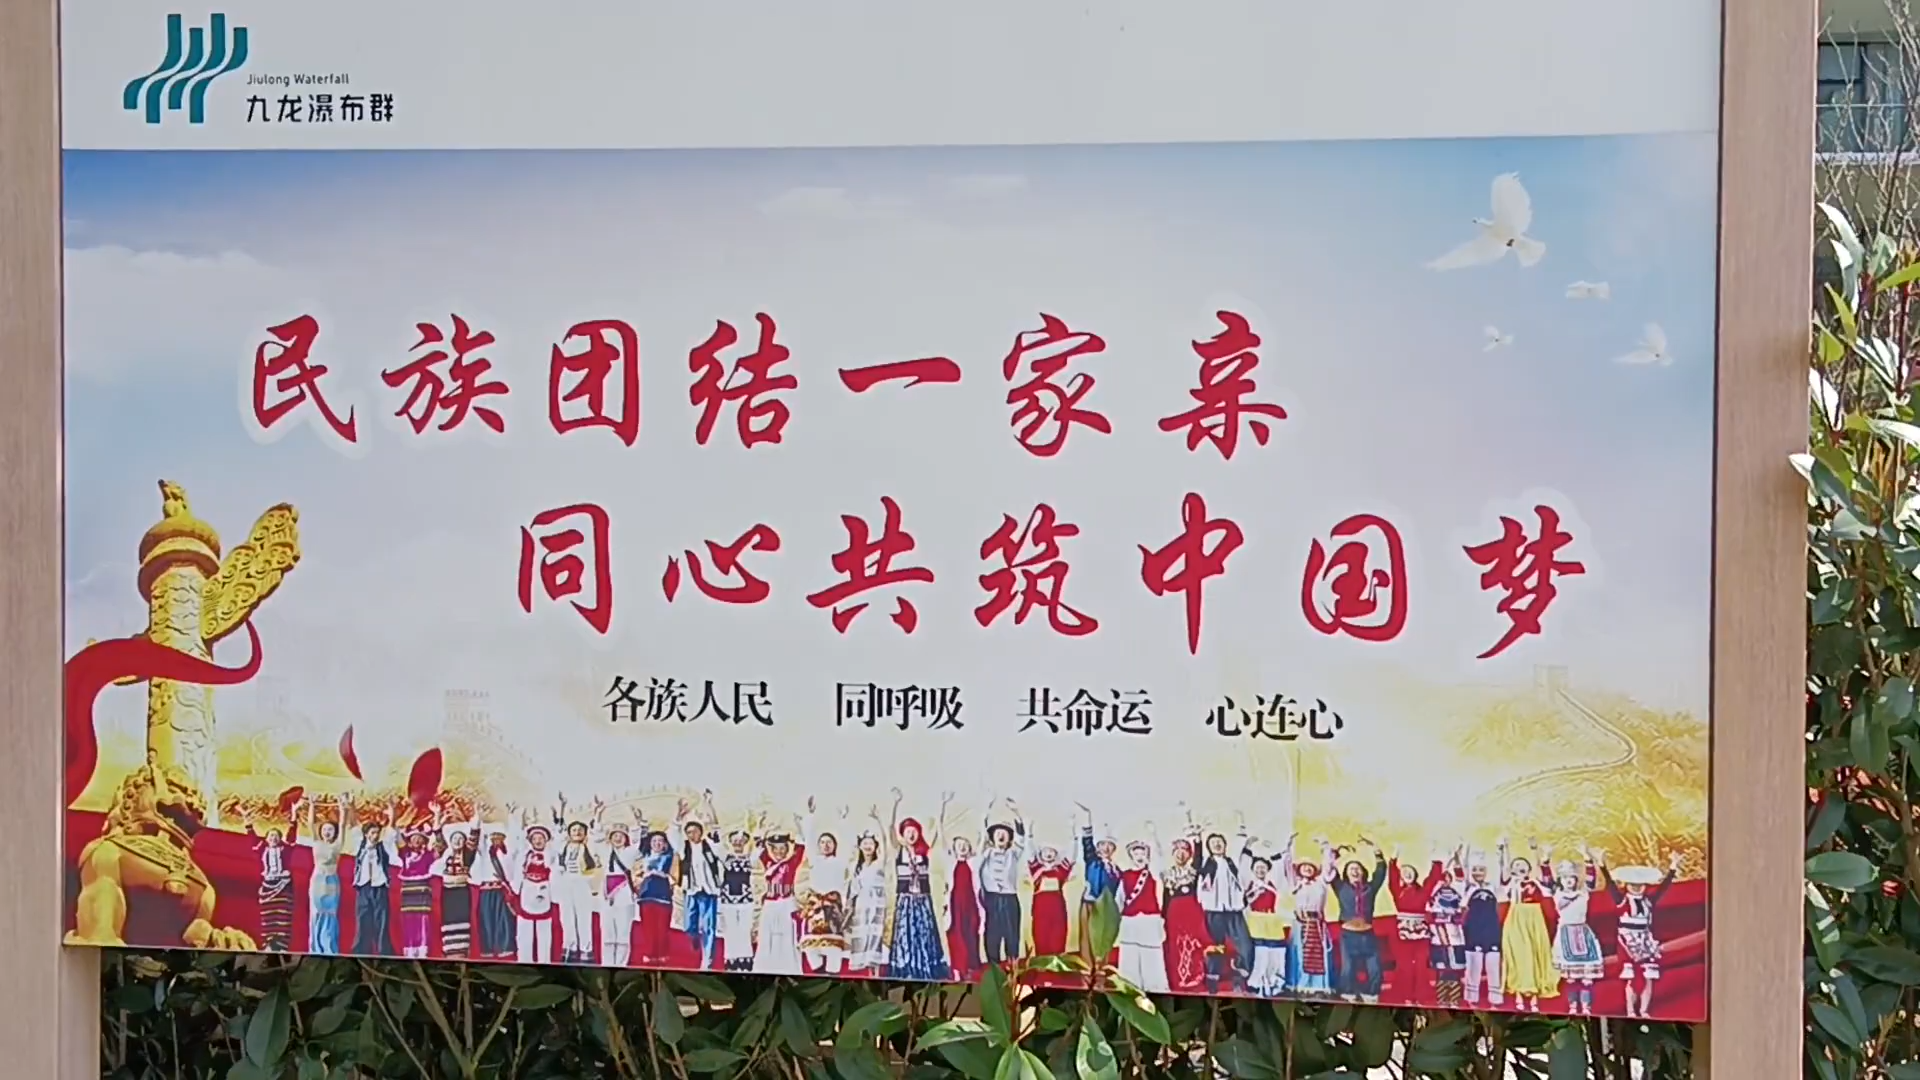 Jiulong Waterfall
九龙瀑布群
民族团结一家亲
同心共筑中国梦
各族人民 同呼吸 共命运 心连心